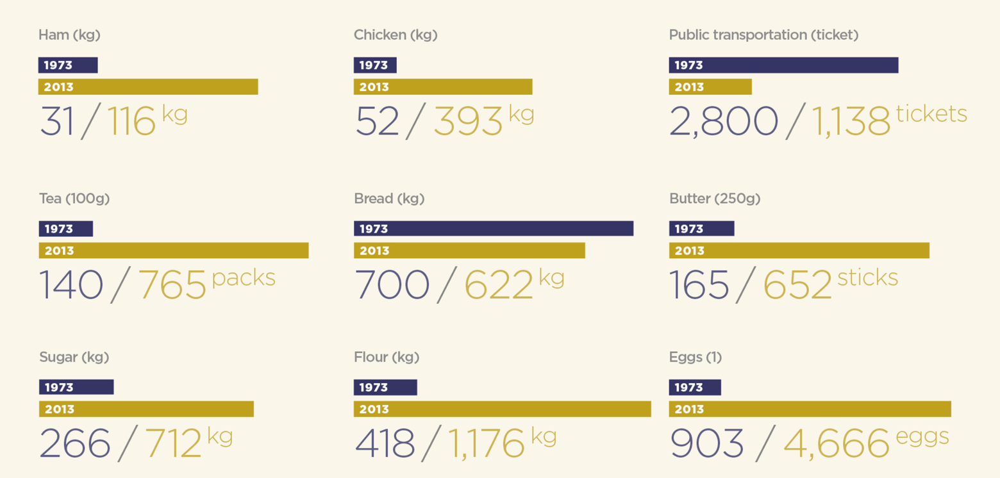 Ham (kg)
1973
2013
31 / 116 kg
Chicken (kg)
1973
2013
52 / 393 kg
Public transportation (ticket)
1973
2013
2,800 / 1,138 tickets
Tea (100g)
1973
2013
140 / 765 packs
Bread (kg)
1973
2013
700 / 622 kg
Butter (250g)
1973
2013
165 / 652 sticks
Sugar (kg)
1973
2013
266 / 712 kg
Flour (kg)
1973
2013
418 / 1,176 kg
Eggs (1)
1973
2013
903 / 4,666 eggs